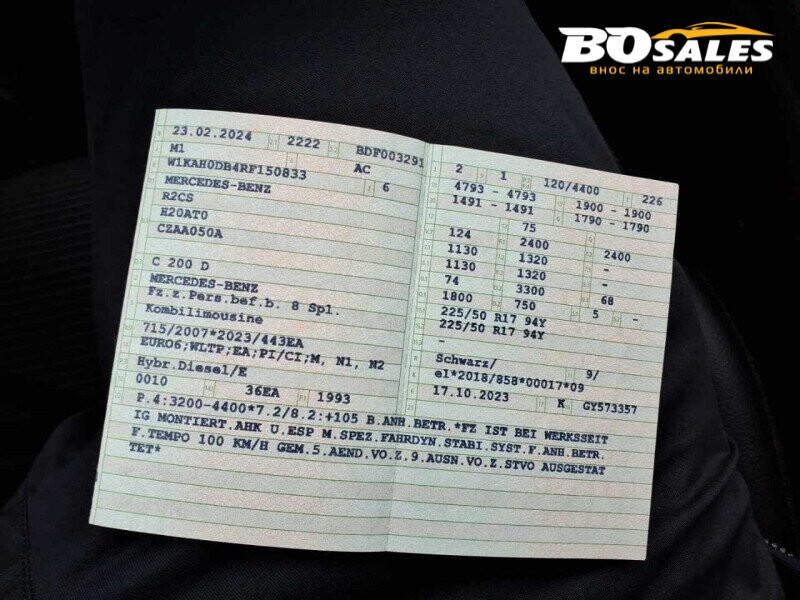 BOSALES
внос на автомобили
23.02.2024 2222 BDF003291
M1 AC
W1KAH0DB4RF150833 6
MERCEDES-BENZ
R2CS
H20AT0
CZAA050A
C 200 D
MERCEDES-BENZ
Fz.z.Pers.bef.b. 8 Spl.
Kombilimousine
715/2007*2023/443EA
EURO6;WLTP;EA;PI/CI;M, N1, N2
Hybr.Diesel/E
0010 36EA 1993
2 1 120/4400 226
4793 - 4793 1900 - 1900
1491 - 1491 1790 - 1790
75
124 2400 2400
1130 1320 -
1130 1320 -
74 3300 68
1800 750 5 -
225/50 R17 94Y
225/50 R17 94Y
-
Schwarz/ 9/
e1*2018/858*00017*09
17.10.2023 K GY573357
P.4:3200-4400*7.2/8.2:+105 B.ANH.BETR.*FZ IST BEI WERKSSEIT
IG MONTIERT.AHK U.ESP M.SPEZ.FAHRDYN.STABI.SYST.F.ANH.BETR.
F.TEMPO 100 KM/H GEM.5.AEND.VO.Z.9.AUSN.VO.Z.STVO AUSGESTAT
TET*